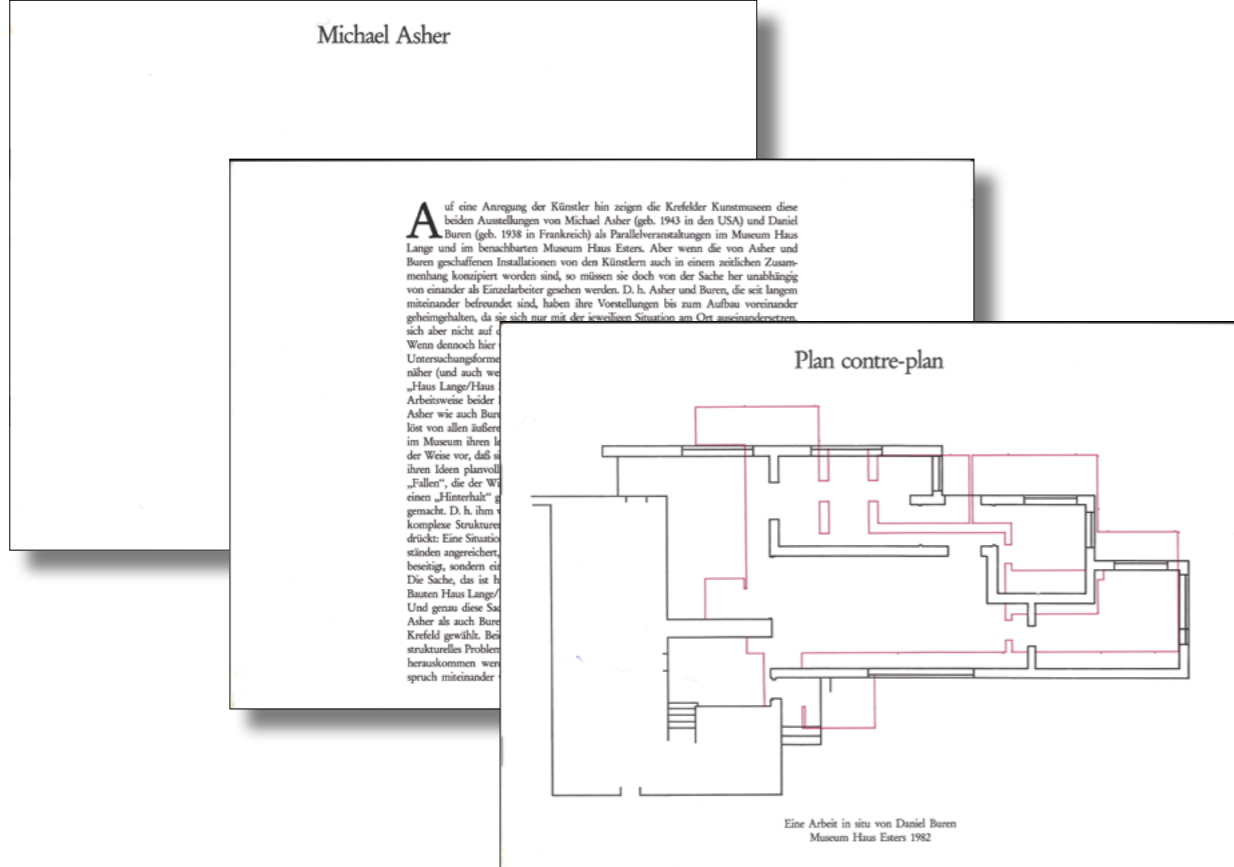 Michael Asher
Auf eine Anregung der Künstler hin zeigen die Krefelder Kunstmuseen diese
beiden Ausstellungen von Michael Asher (geb. 1943 in den USA) und Daniel
Buren (geb. 1938 in Frankreich) als Parallelveranstaltungen im Museum Haus
Lange und im benachbarten Museum Haus Esters. Aber wenn die von Asher und
Buren geschaffenen Installationen von den Künstlern auch in einem zeitlichen Zusam-
menhang konzipiert worden sind, so müssen sie doch von der Sache her unabhängig
von einander als Einzelarbeiter gesehen werden. D. h. Asher und Buren, die seit langem
miteinander befreundet sind, haben ihre Vorstellungen bis zum Aufbau voreinander
geheimgehalten, da sie sich nur mit der jeweiligen Situation am Ort auseinandersetzen,
sich aber nicht auf
Wenn dennoch hier
Untersuchungsforme
näher (und auch we
„Haus Lange/Haus
Arbeitsweise beider
Asher wie auch Bure
löst von allen äußere
im Museum ihren le
der Weise vor, daß si
ihren Ideen planvoll
„Fallen“, die der Wi
einen „Hinterhalt“ g
gemacht. D. h. ihm
komplexe Strukturen
drückt: Eine Situatio
ständen angereichert,
beseitigt, sondern ein
Die Sache, das ist h
Bauten Haus Lange/
Und genau diese Sac
Asher als auch Bure
Krefeld gewählt. Bei
strukturelles Problem
herauskommen werd
spruch miteinander
Plan contre-plan
Eine Arbeit in situ von Daniel Buren
Museum Haus Esters 1982